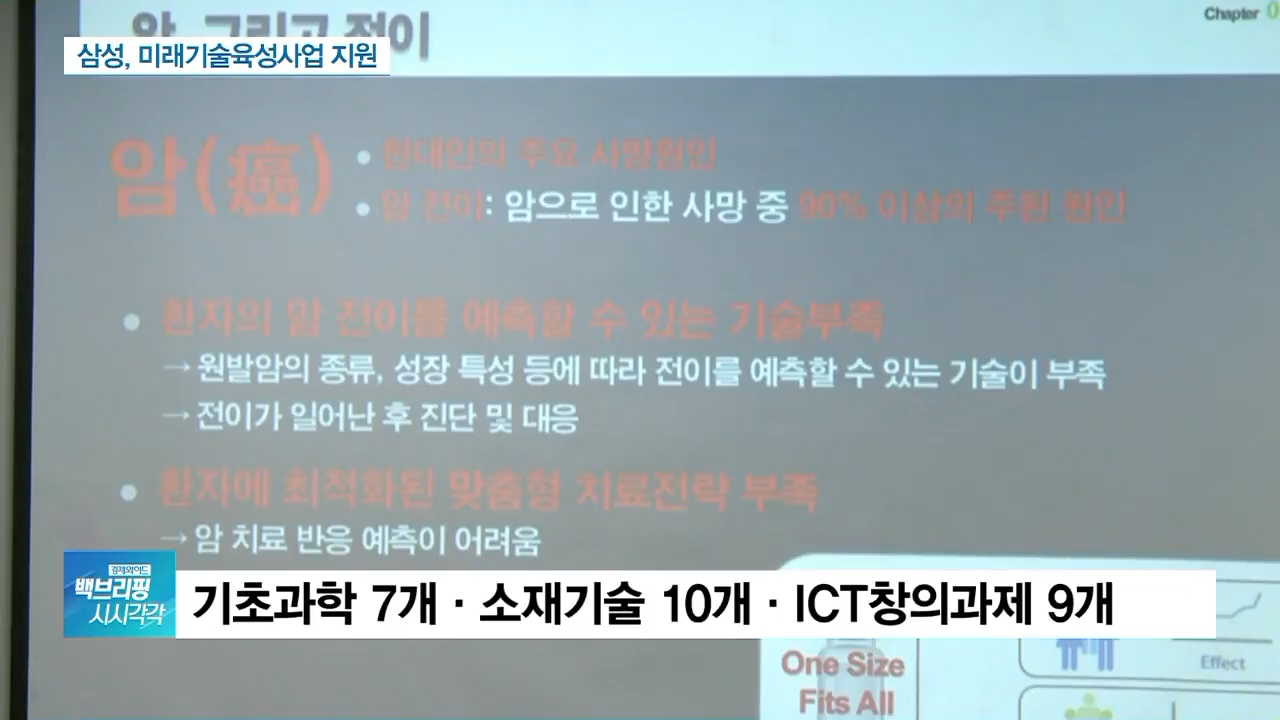 암, 그리고 전이
Chapter 0
삼성, 미래기술육성사업 지원
암(癌)
• 현대인의 주요 사망원인
• 암 전이: 암으로 인한 사망 중 90% 이상의 주된 원인
• 환자의 암 전이를 예측할 수 있는 기술부족
→ 원발암의 종류, 성장 특성 등에 따라 전이를 예측할 수 있는 기술이 부족
→ 전이가 일어난 후 진단 및 대응
• 환자에 최적화된 맞춤형 치료전략 부족
→ 암 치료 반응 예측이 어려움
경제와이드
백브리핑
시시각각
기초과학 7개 · 소재기술 10개 · ICT창의과제 9개
One Size
Fits All
Effect